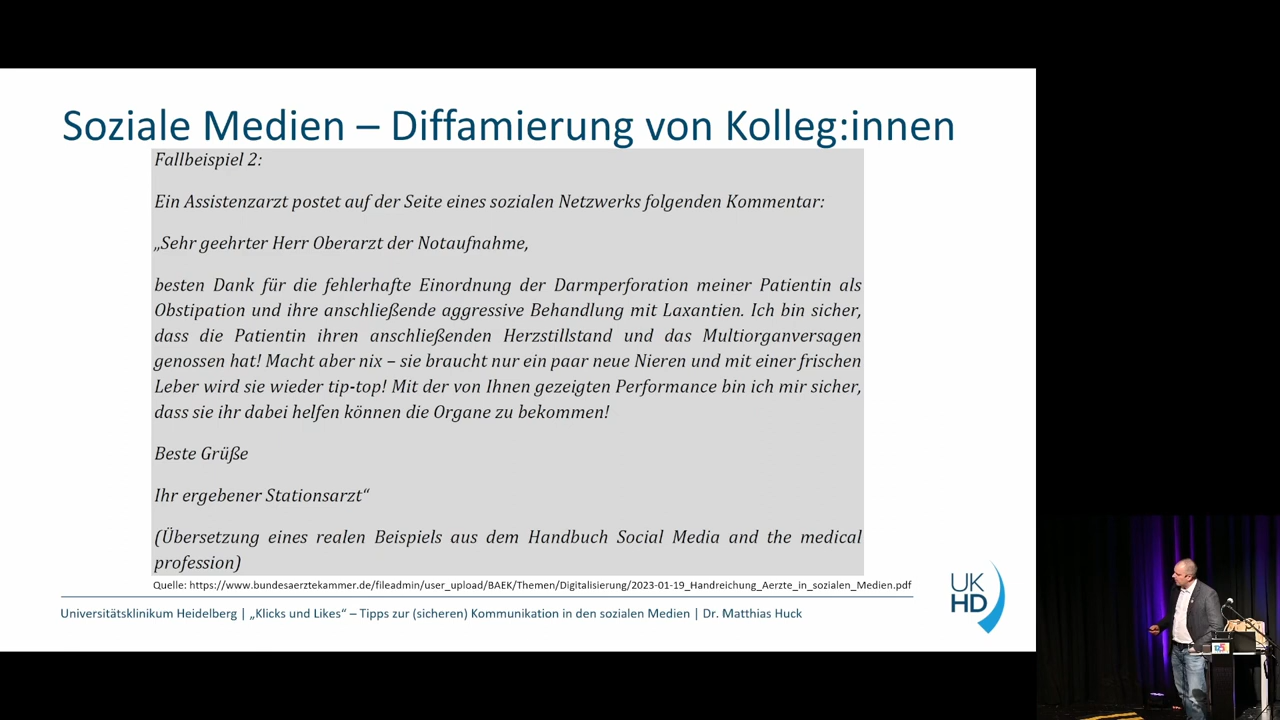 Soziale Medien – Diffamierung von Kolleg:innen
Fallbeispiel 2:
Ein Assistenzarzt postet auf der Seite eines sozialen Netzwerks folgenden Kommentar:
„Sehr geehrter Herr Oberarzt der Notaufnahme,
besten Dank für die fehlerhafte Einordnung der Darmperforation meiner Patientin als
Obstipation und ihre anschließende aggressive Behandlung mit Laxantien. Ich bin sicher,
dass die Patientin ihren anschließenden Herzstillstand und das Multiorganversagen
genossen hat! Macht aber nix – sie braucht nur ein paar neue Nieren und mit einer frischen
Leber wird sie wieder tip-top! Mit der von Ihnen gezeigten Performance bin ich mir sicher,
dass sie ihr dabei helfen können die Organe zu bekommen!
Beste Grüße
Ihr ergebener Stationsarzt“
(Übersetzung eines realen Beispiels aus dem Handbuch Social Media and the medical
profession)
Quelle: https://www.bundesaerztekammer.de/fileadmin/user_upload/BAEK/Themen/Digitalisierung/2023-01-19_Handreichung_Aerzte_in_sozialen_Medien.pdf
Universitätsklinikum Heidelberg | „Klicks und Likes“ – Tipps zur (sicheren) Kommunikation in den sozialen Medien | Dr. Matthias Huck
UK
HD